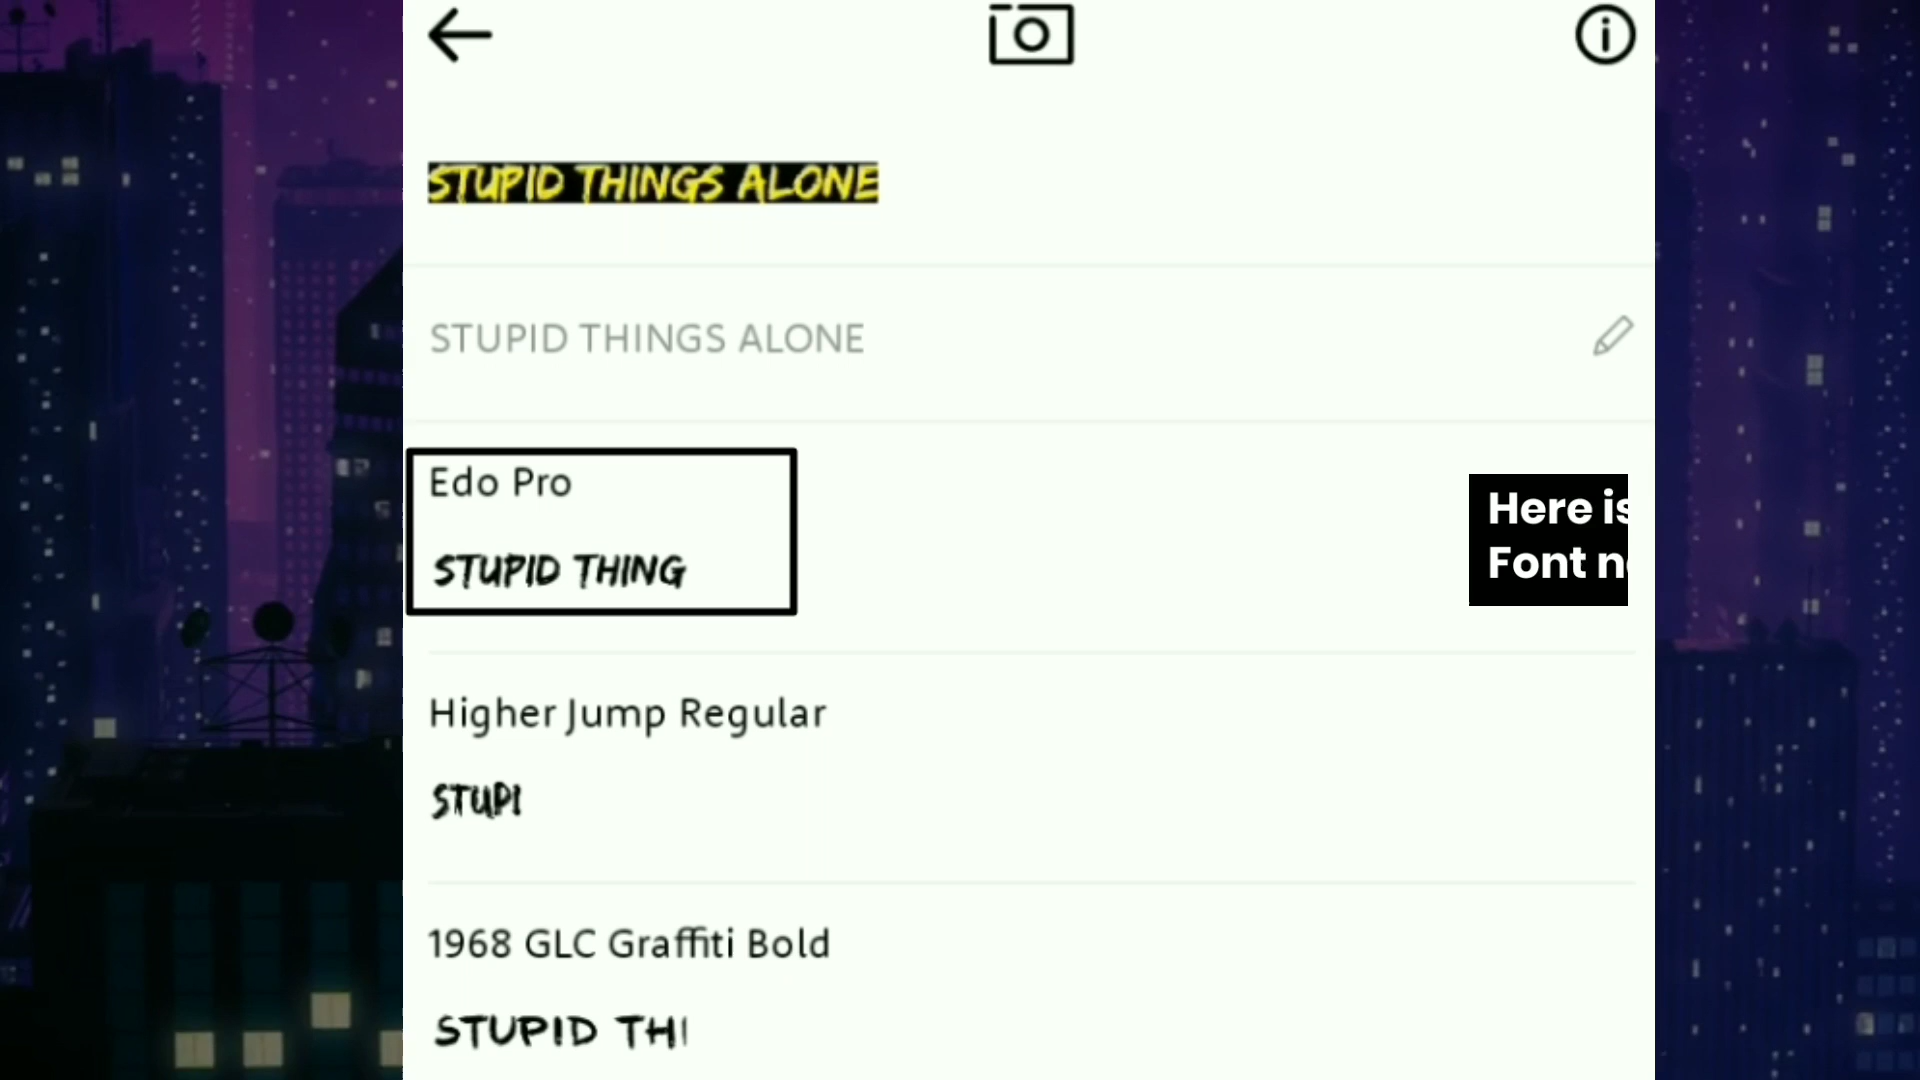 STUPID THINGS ALONE
STUPID THINGS ALONE
Edo Pro
STUPID THING
Here is
Font n
Higher Jump Regular
STUPI
1968 GLC Graffiti Bold
STUPID TH